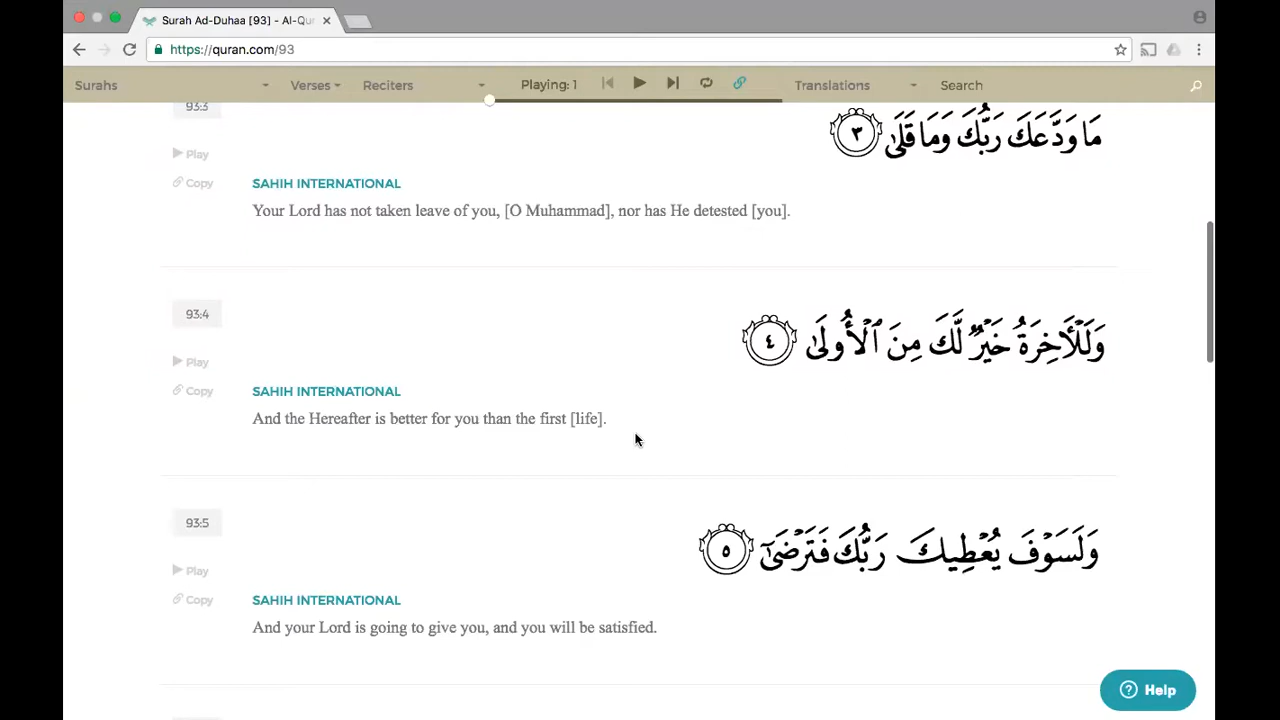 Surah Ad-Duhaa [93] - Al-Qur
https://quran.com/93
Surahs Verses Reciters Playing: 1 Translations Search
93:3
مَا وَدَّعَكَ رَبُّكَ وَمَا قَلَىٰ ٣
Play
Copy
SAHIH INTERNATIONAL
Your Lord has not taken leave of you, [O Muhammad], nor has He detested [you].
93:4
وَلَلْأٓخِرَةُ خَيْرٌ لَّكَ مِنَ ٱلْأُولَىٰ ٤
Play
Copy
SAHIH INTERNATIONAL
And the Hereafter is better for you than the first [life].
93:5
وَلَسَوْفَ يُعْطِيكَ رَبُّكَ فَتَرْضَىٰٓ ٥
Play
Copy
SAHIH INTERNATIONAL
And your Lord is going to give you, and you will be satisfied.
? Help